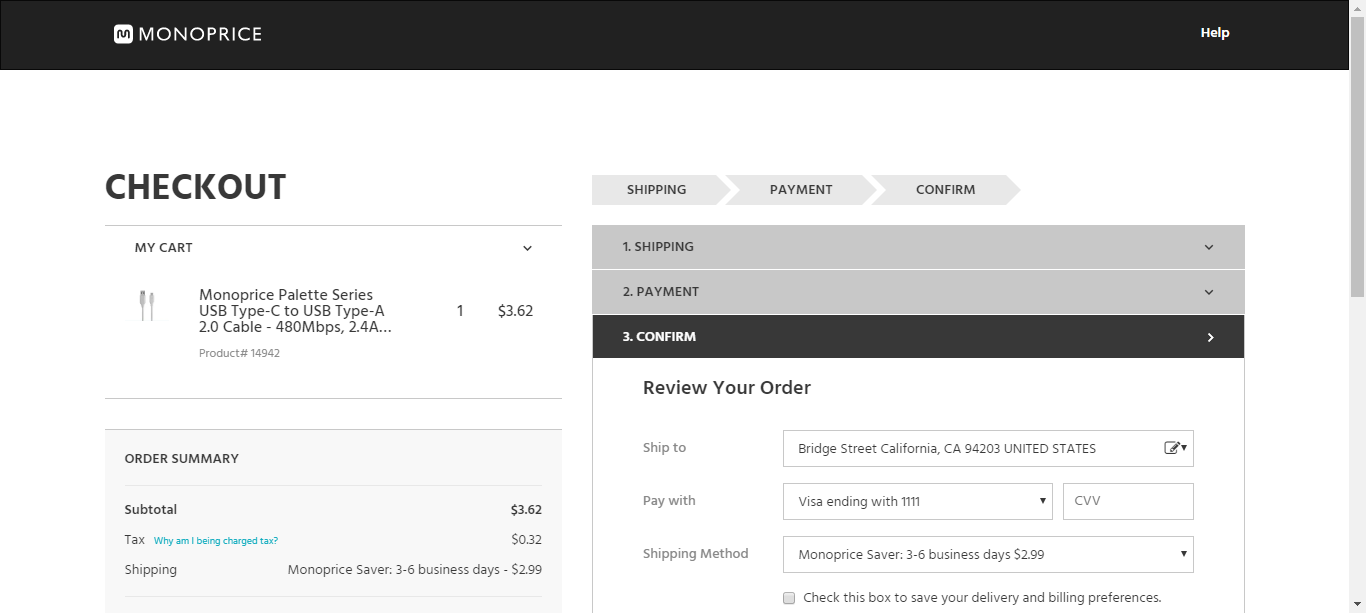 MONOPRICE
Help
CHECKOUT
MY CART
Monoprice Palette Series
USB Type-C to USB Type-A
2.0 Cable - 480Mbps, 2.4A...
1
$3.62
Product# 14942
ORDER SUMMARY
Subtotal $3.62
Tax Why am I being charged tax? $0.32
Shipping Monoprice Saver: 3-6 business days - $2.99
SHIPPING
PAYMENT
CONFIRM
1. SHIPPING
2. PAYMENT
3. CONFIRM
Review Your Order
Ship to Bridge Street California, CA 94203 UNITED STATES
Pay with Visa ending with 1111 CVV
Shipping Method Monoprice Saver: 3-6 business days $2.99
Check this box to save your delivery and billing preferences.